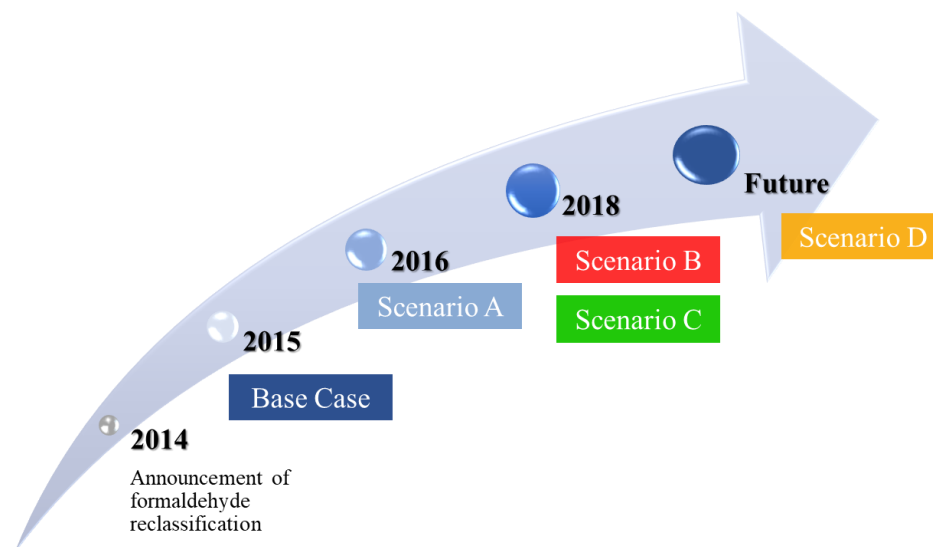 2014
Announcement of
formaldehyde
reclassification
2015
Base Case
2016
Scenario A
2018
Scenario B
Scenario C
Future
Scenario D